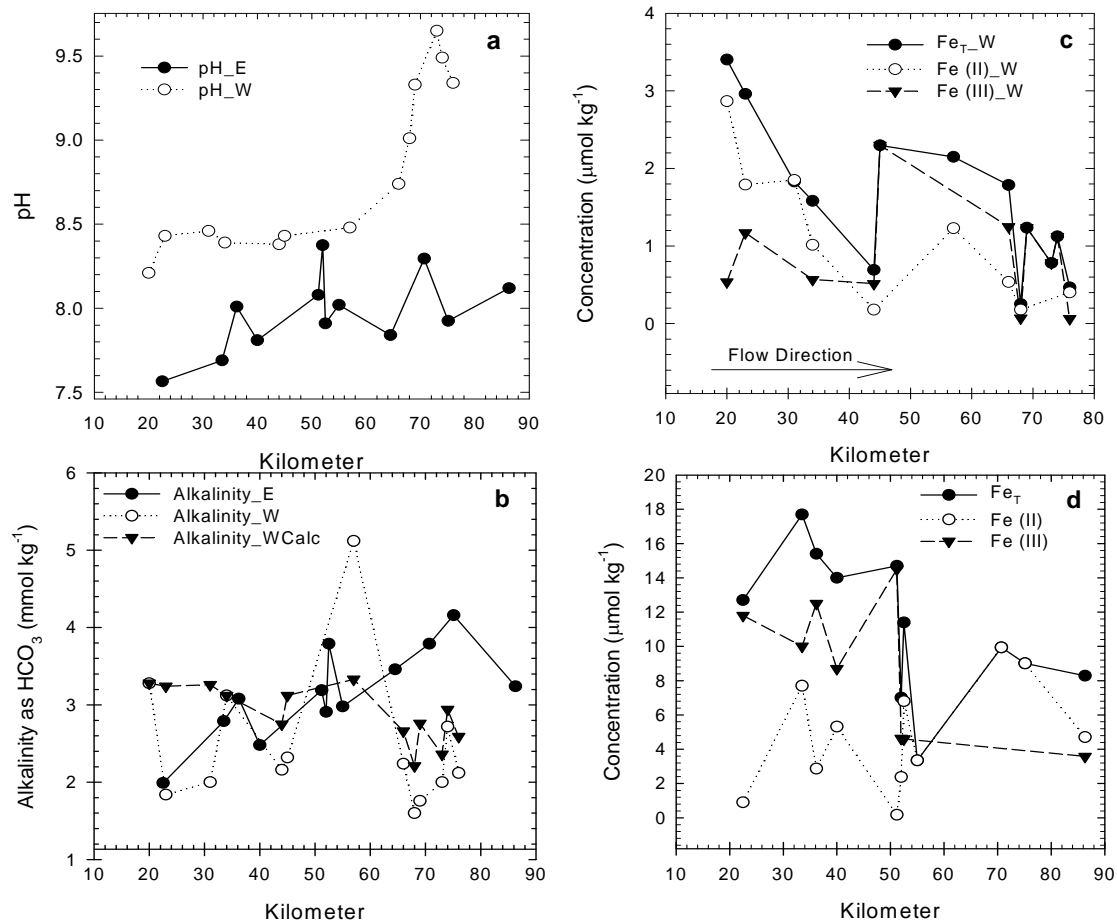 a
pH_E
pH_W
9.5
9.0
8.5
8.0
7.5
pH
10 20 30 40 50 60 70 80 90
Kilometer
b
Alkalinity_E
Alkalinity_W
Alkalinity_WCalc
6
5
4
3
2
1
Alkalinity as HCO3 (mmol kg-1)
10 20 30 40 50 60 70 80 90
Kilometer
c
FeT_W
Fe (II)_W
Fe (III)_W
4
3
2
1
0
Concentration (μmol kg-1)
Flow Direction
10 20 30 40 50 60 70 80 90
Kilometer
d
FeT
Fe (II)
Fe (III)
20
18
16
14
12
10
8
6
4
2
0
Concentration (μmol kg-1)
10 20 30 40 50 60 70 80 90
Kilometer